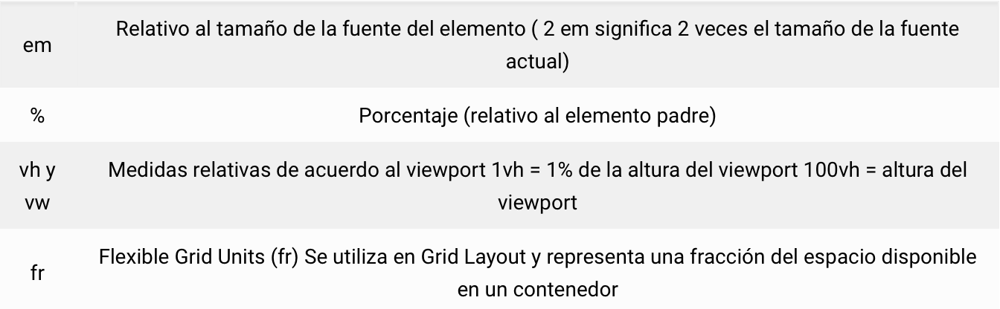 em
Relativo al tamaño de la fuente del elemento ( 2 em significa 2 veces el tamaño de la fuente
actual)
%
Porcentaje (relativo al elemento padre)
vh y
vw
Medidas relativas de acuerdo al viewport 1vh = 1% de la altura del viewport 100vh = altura del
viewport
fr
Flexible Grid Units (fr) Se utiliza en Grid Layout y representa una fracción del espacio disponible
en un contenedor